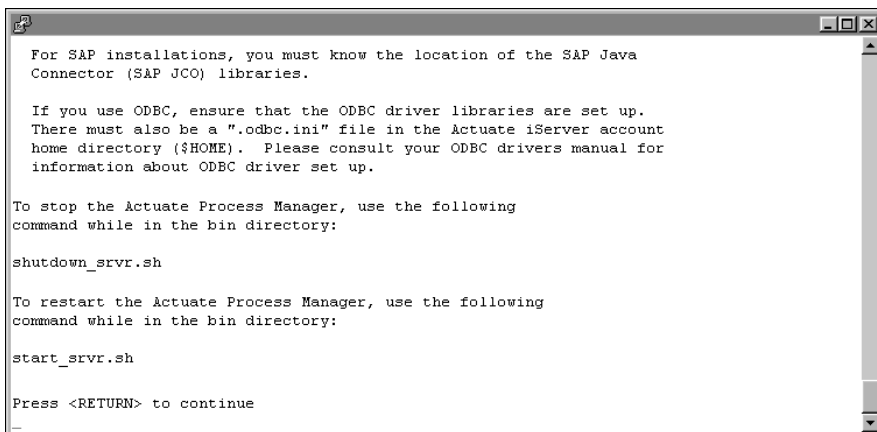 For SAP installations, you must know the location of the SAP Java
Connector (SAP JCO) libraries.
If you use ODBC, ensure that the ODBC driver libraries are set up.
There must also be a ".odbc.ini" file in the Actuate iServer account
home directory ($HOME).  Please consult your ODBC drivers manual for
information about ODBC driver set up.
To stop the Actuate Process Manager, use the following
command while in the bin directory:
shutdown_srvr.sh
To restart the Actuate Process Manager, use the following
command while in the bin directory:
start_srvr.sh
Press <RETURN> to continue